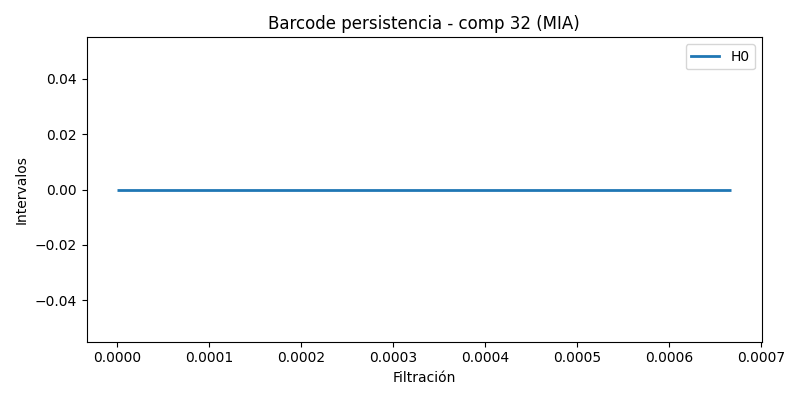 Barcode persistencia - comp 32 (MIA)
H0
0.04
0.02
0.00
−0.02
−0.04
Intervalos
0.0000 0.0001 0.0002 0.0003 0.0004 0.0005 0.0006 0.0007
Filtración